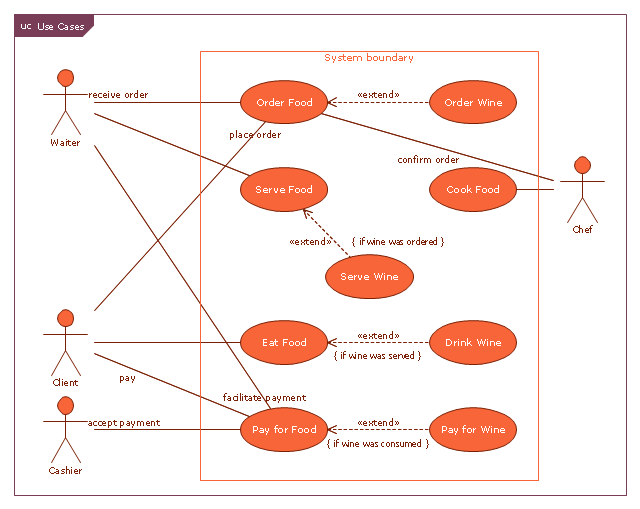 uc Use Cases
System boundary
receive order
Order Food
«extend»
Order Wine
Waiter
place order
confirm order
Serve Food
Cook Food
Chef
«extend»
{ if wine was ordered }
Serve Wine
Client
Eat Food
«extend»
{ if wine was served }
Drink Wine
pay
facilitate payment
accept payment
Cashier
Pay for Food
«extend»
{ if wine was consumed }
Pay for Wine